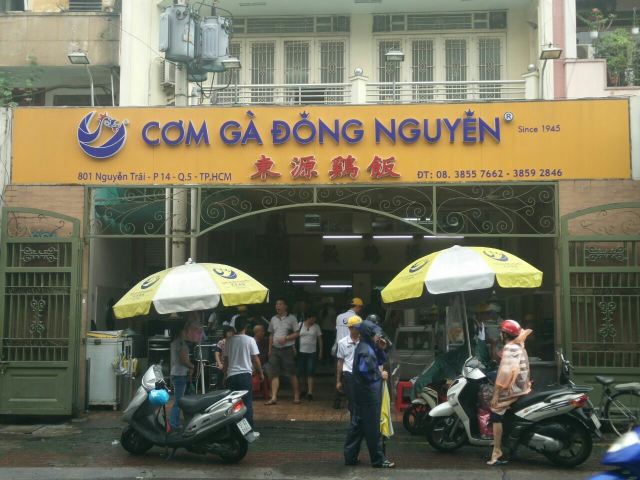 CƠM GÀ ĐÔNG NGUYÊN®
Since 1945
801 Nguyễn Trãi - P 14 - Q.5 - TP.HCM
東源鷄飯
ĐT: 08. 3855 7662 - 3859 2846